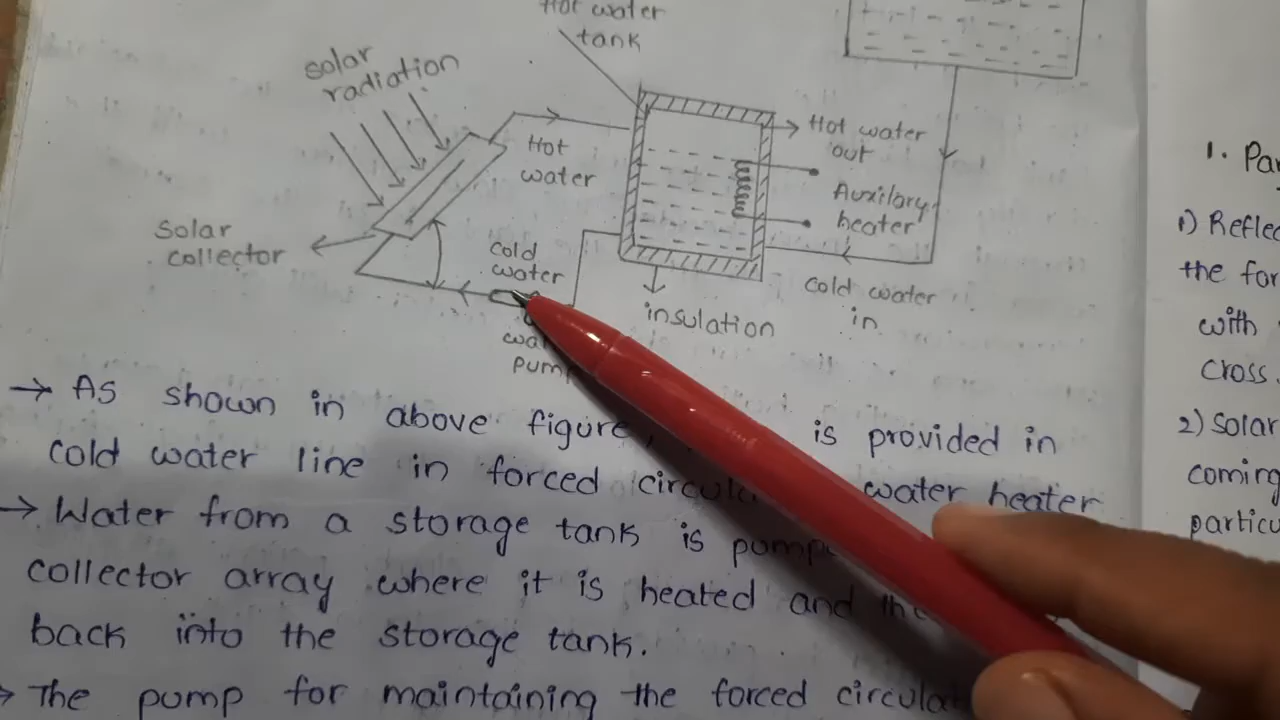 Hot water
tank
solar
radiation
Hot
water
Hot water
out
Auxilary
heater
solar
collector
cold
water
cold water
in
insulation
pump
→ As shown in above figure, is provided in
cold water line in forced water heater
→ Water from a storage tank is
collector array where it is heated and
back into the storage tank.
→ The pump for maintaining the forced
1.
1) Reflec
the for
with
cross.
2) Solar
coming
particu